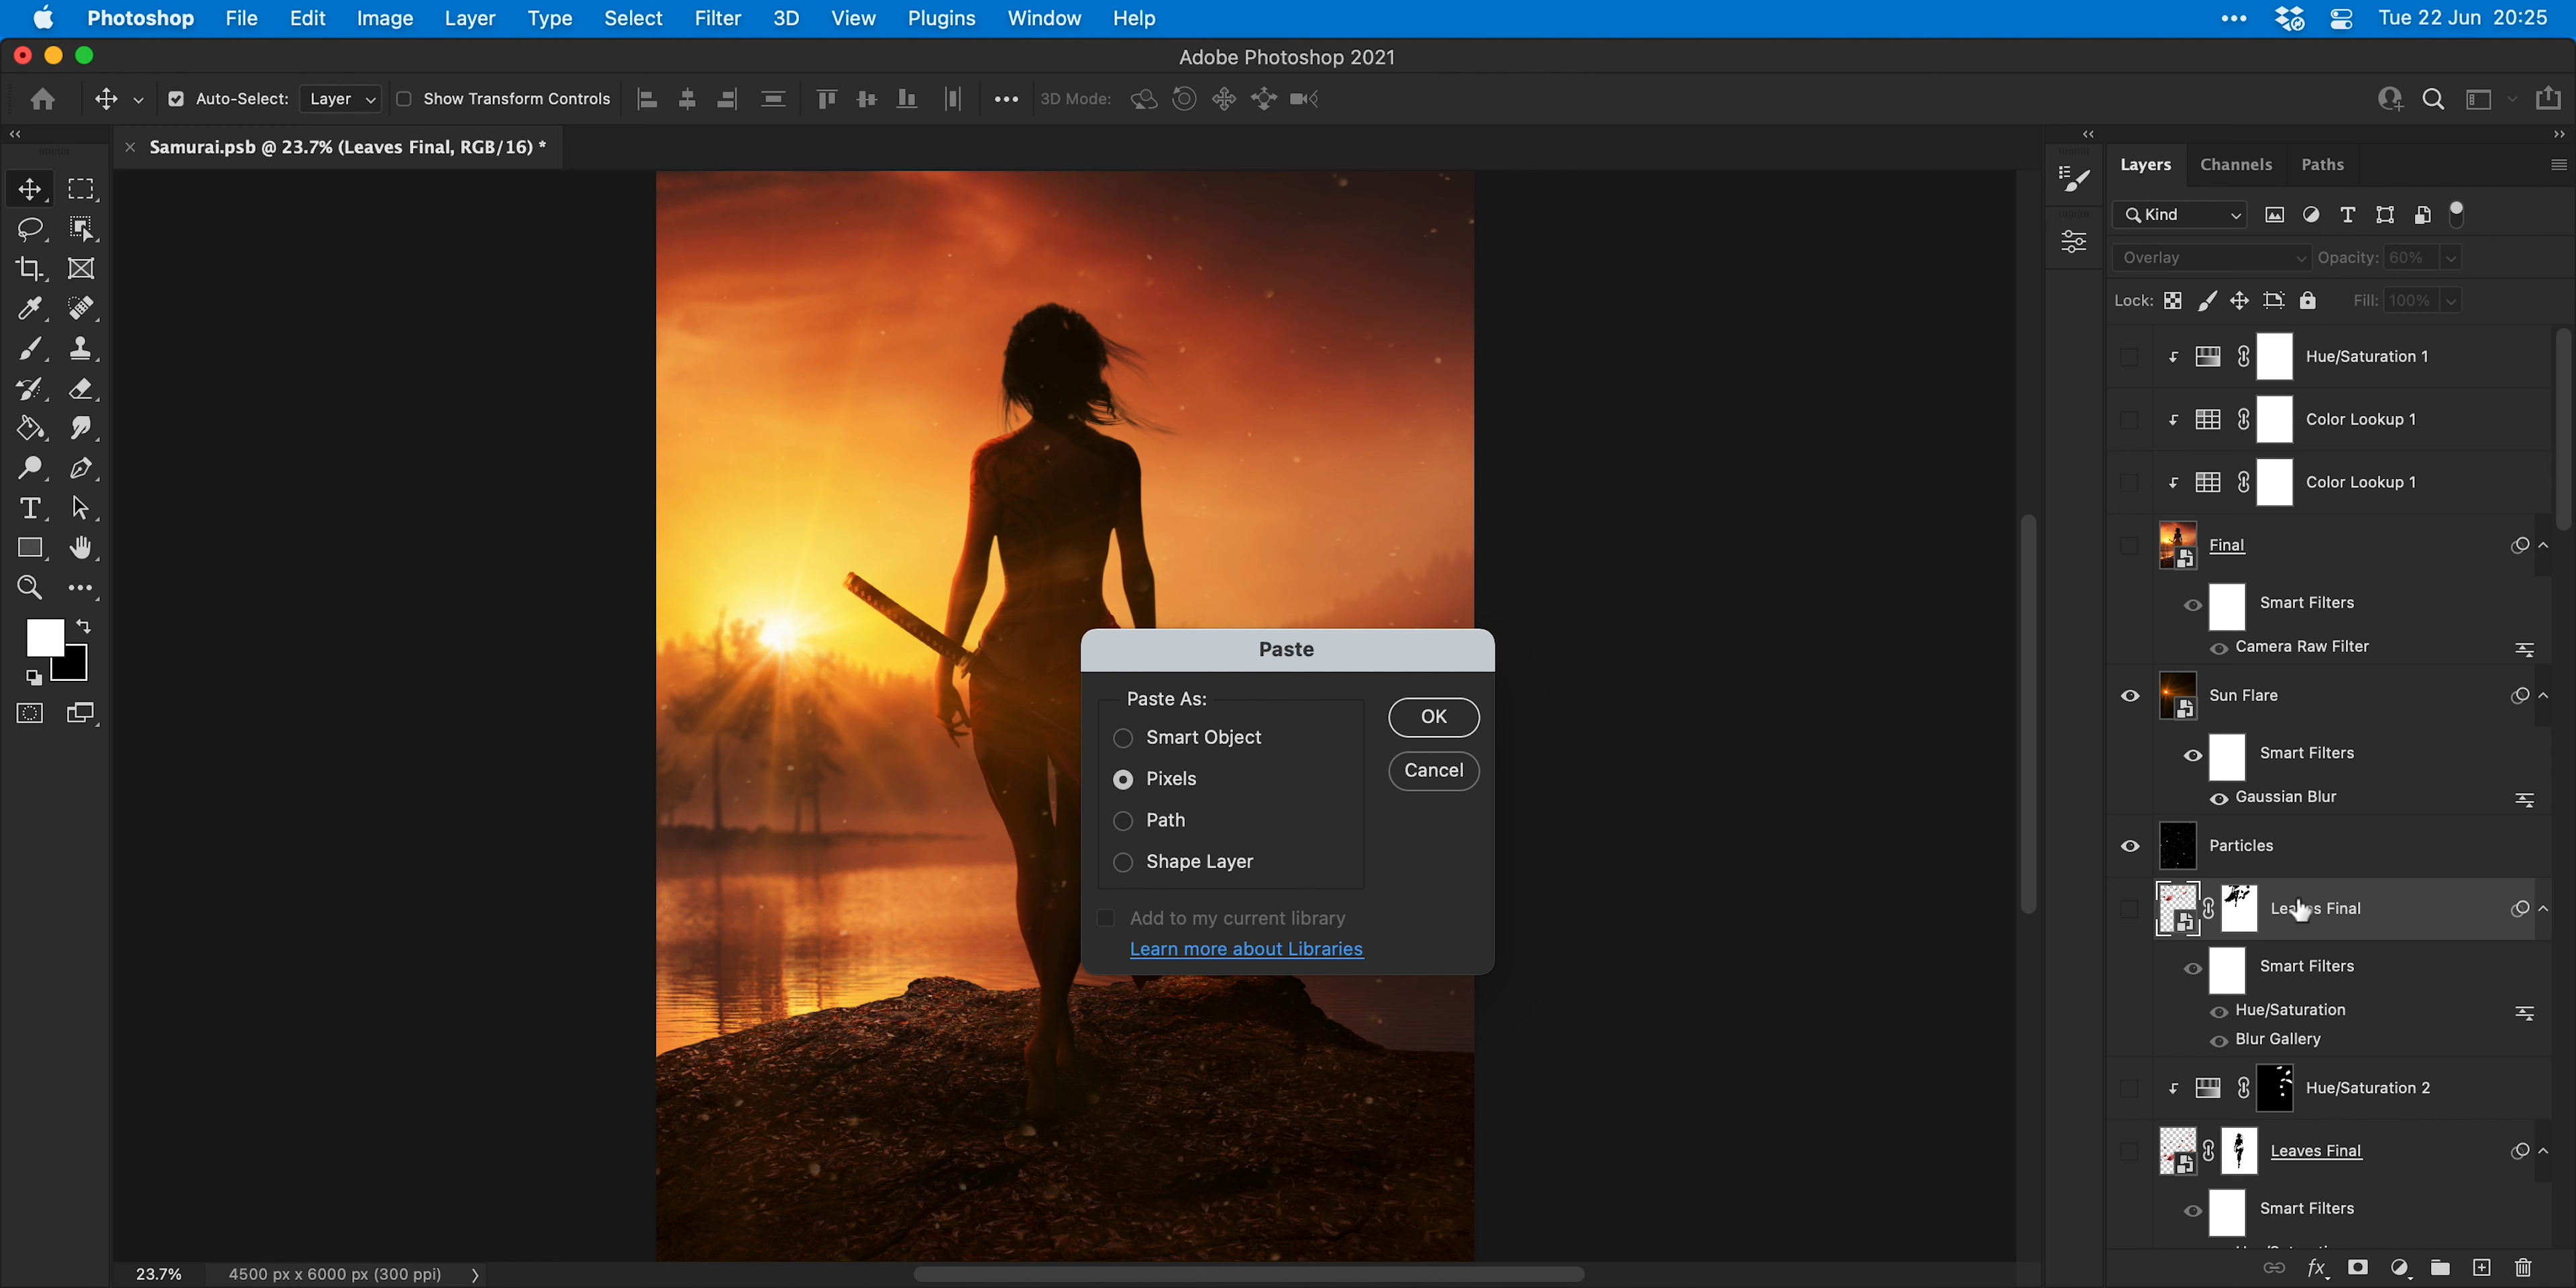 Photoshop File Edit Image Layer Type Select Filter 3D View Plugins Window Help Tue 22 Jun 20:25
Adobe Photoshop 2021
Auto-Select: Layer Show Transform Controls 3D Mode:
Samurai.psb @ 23.7% (Leaves Final, RGB/16) *
Layers Channels Paths
Kind
Overlay Opacity: 60%
Lock: Fill: 100%
Hue/Saturation 1
Color Lookup 1
Color Lookup 1
Final
Smart Filters
Camera Raw Filter
Sun Flare
Smart Filters
Gaussian Blur
Particles
Leaves Final
Smart Filters
Hue/Saturation
Blur Gallery
Hue/Saturation 2
Leaves Final
Smart Filters
Paste
Paste As:
Smart Object
Pixels
Path
Shape Layer
OK
Cancel
Add to my current library
Learn more about Libraries
23.7% 4500 px x 6000 px (300 ppi)